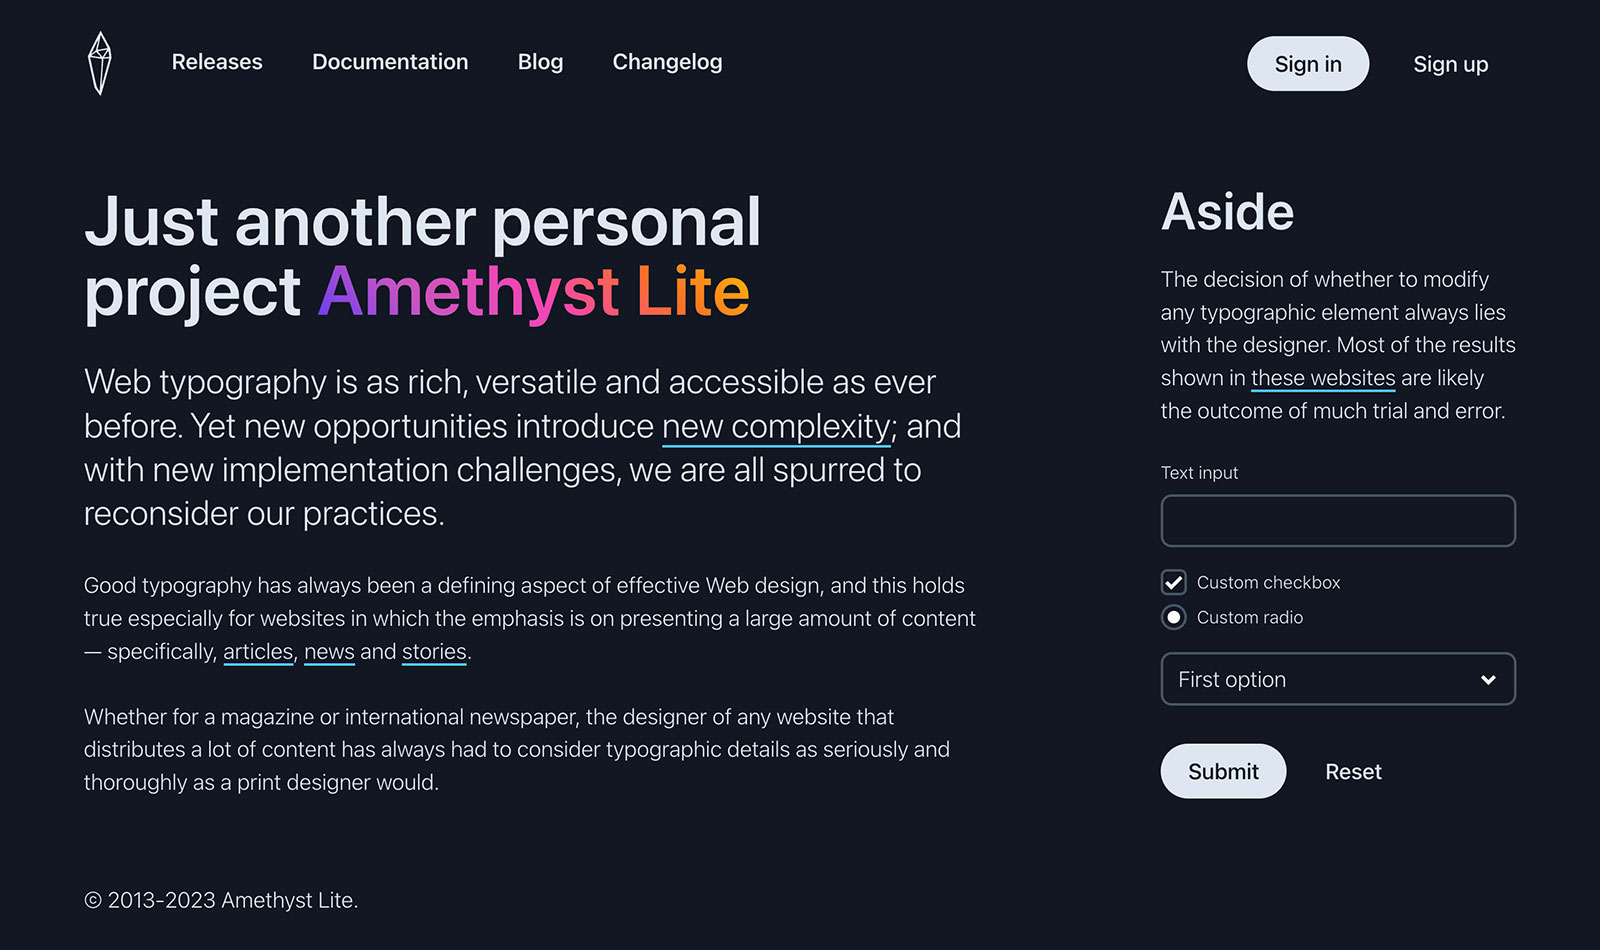 Releases Documentation Blog Changelog Sign in Sign up
Just another personal
project Amethyst Lite
Web typography is as rich, versatile and accessible as ever
before. Yet new opportunities introduce new complexity; and
with new implementation challenges, we are all spurred to
reconsider our practices.
Good typography has always been a defining aspect of effective Web design, and this holds
true especially for websites in which the emphasis is on presenting a large amount of content
— specifically, articles, news and stories.
Whether for a magazine or international newspaper, the designer of any website that
distributes a lot of content has always had to consider typographic details as seriously and
thoroughly as a print designer would.
Aside
The decision of whether to modify
any typographic element always lies
with the designer. Most of the results
shown in these websites are likely
the outcome of much trial and error.
Text input
Custom checkbox
Custom radio
First option
Submit Reset
© 2013-2023 Amethyst Lite.